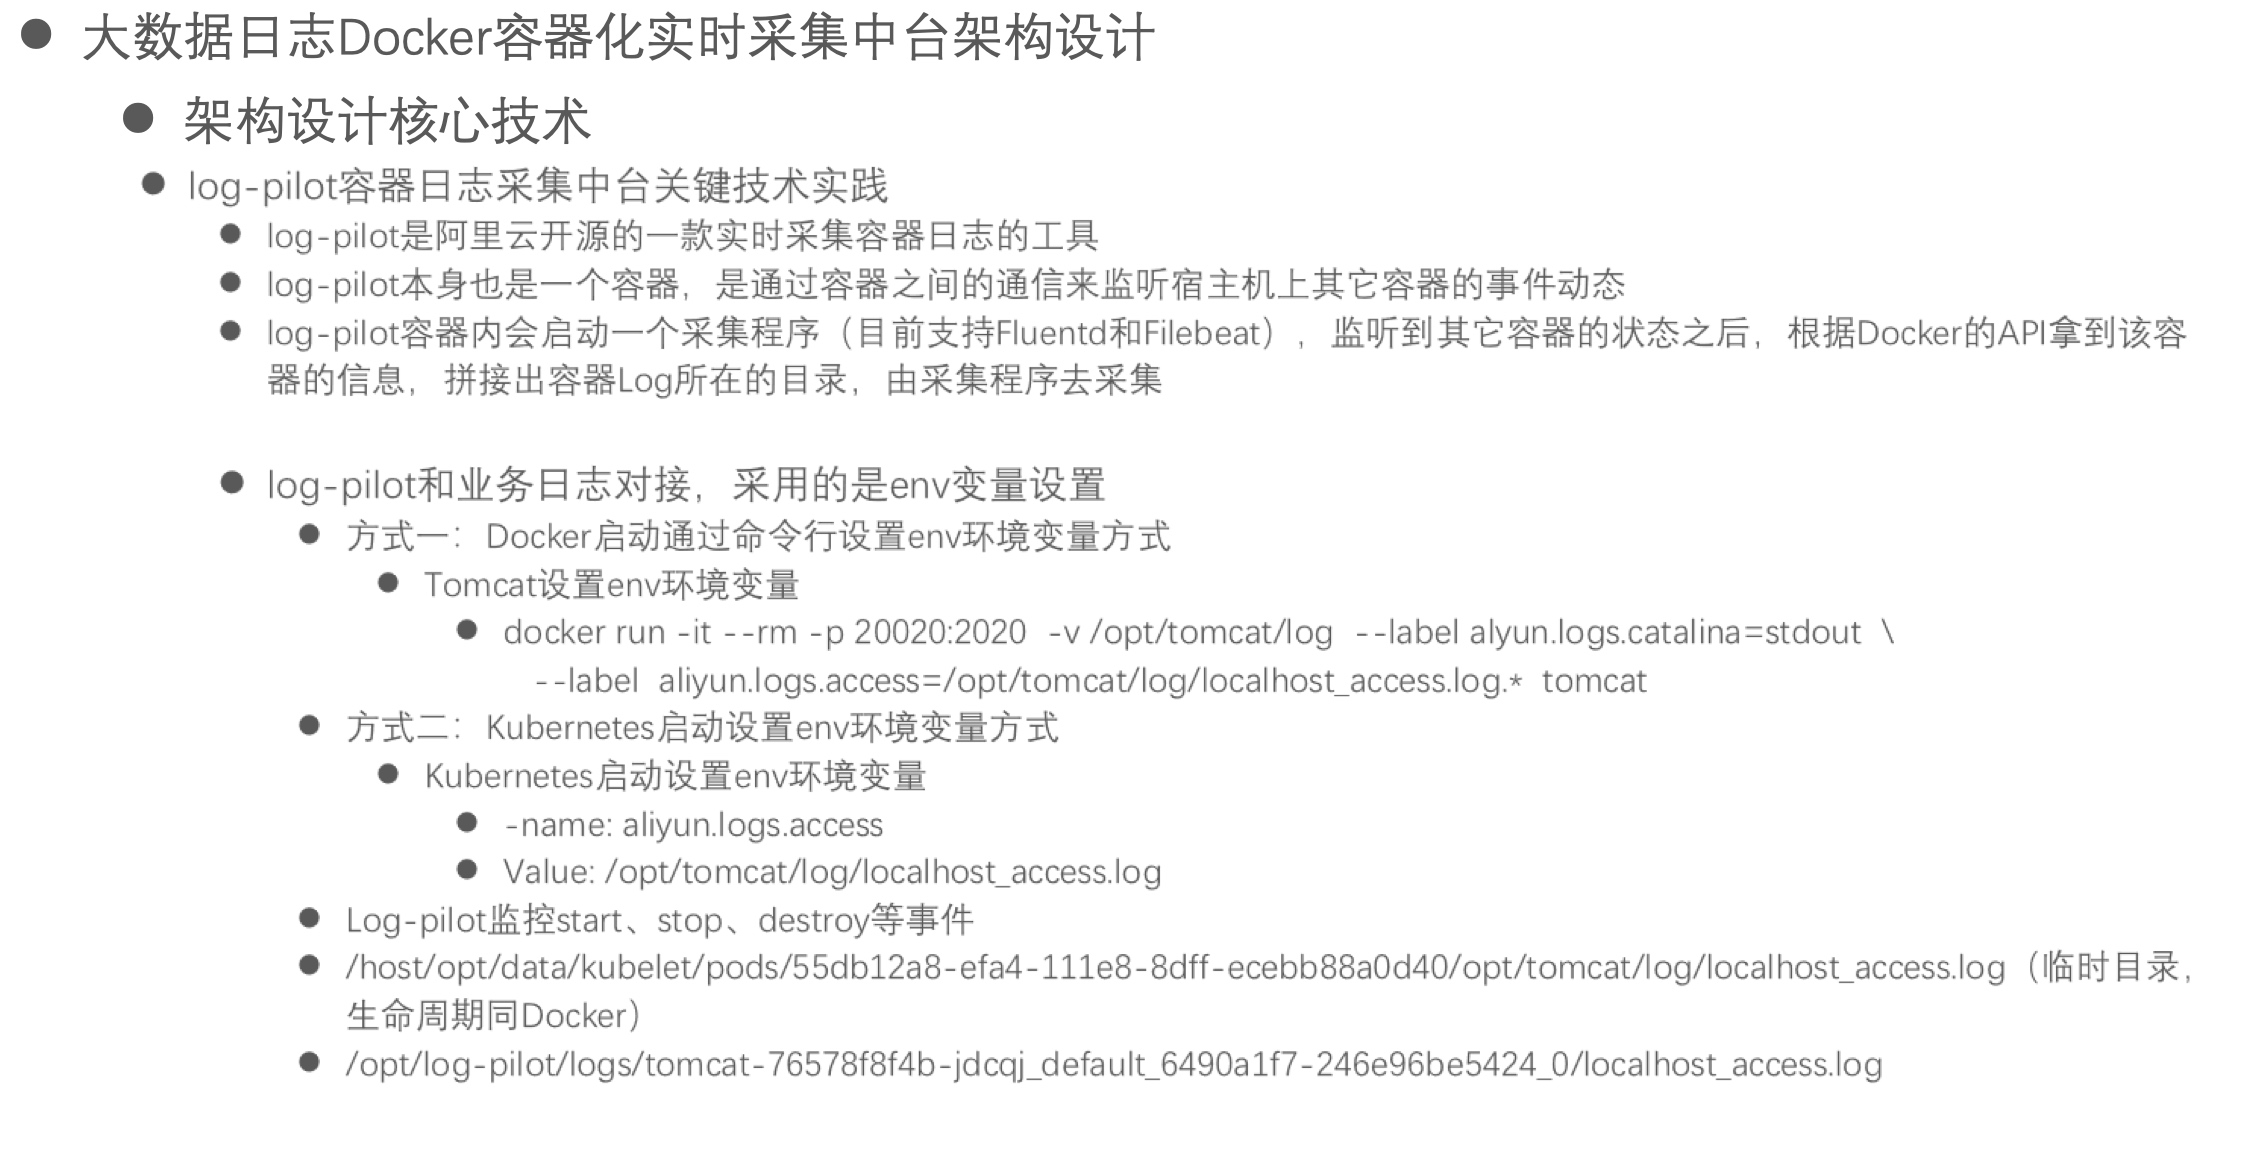 大数据日志Docker容器化实时采集中台架构设计
架构设计核心技术
log-pilot容器日志采集中台关键技术实践
log-pilot是阿里云开源的一款实时采集容器日志的工具
log-pilot本身也是一个容器，是通过容器之间的通信来监听宿主机上其它容器的事件动态
log-pilot容器内会启动一个采集程序（目前支持Fluentd和Filebeat），监听到其它容器的状态之后，根据Docker的API拿到该容
器的信息，拼接出容器Log所在的目录，由采集程序去采集
log-pilot和业务日志对接，采用的是env变量设置
方式一：Docker启动通过命令行设置env环境变量方式
Tomcat设置env环境变量
docker run -it --rm -p 20020:2020 -v /opt/tomcat/log --label alyun.logs.catalina=stdout \
--label aliyun.logs.access=/opt/tomcat/log/localhost_access.log.* tomcat
方式二：Kubernetes启动设置env环境变量方式
Kubernetes启动设置env环境变量
-name: aliyun.logs.access
Value: /opt/tomcat/log/localhost_access.log
Log-pilot监控start、stop、destroy等事件
/host/opt/data/kubelet/pods/55db12a8-efa4-111e8-8dff-ecebb88a0d40/opt/tomcat/log/localhost_access.log（临时目录，
生命周期同Docker）
/opt/log-pilot/logs/tomcat-76578f8f4b-jdcqj_default_6490a1f7-246e96be5424_0/localhost_access.log